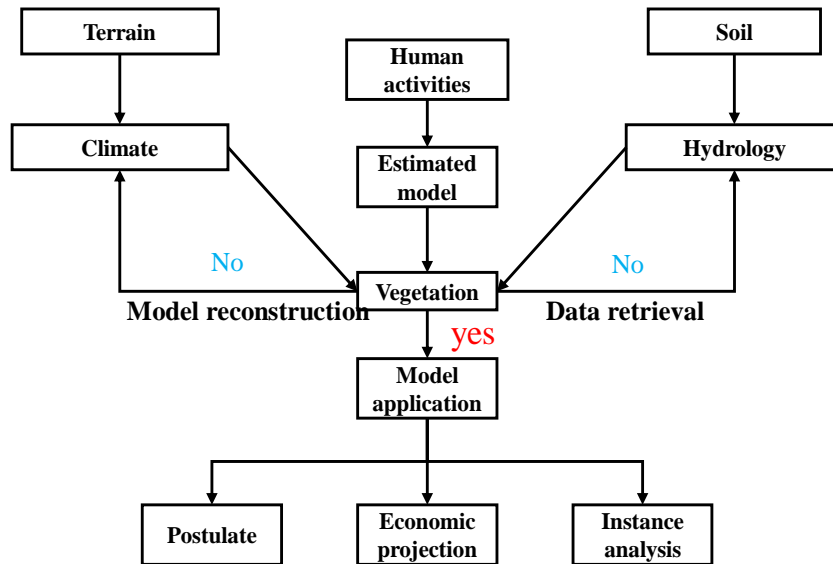 Terrain
Soil
Human
activities
Climate
Hydrology
Estimated
model
No
No
Vegetation
Model reconstruction
Data retrieval
yes
Model
application
Postulate
Economic
projection
Instance
analysis